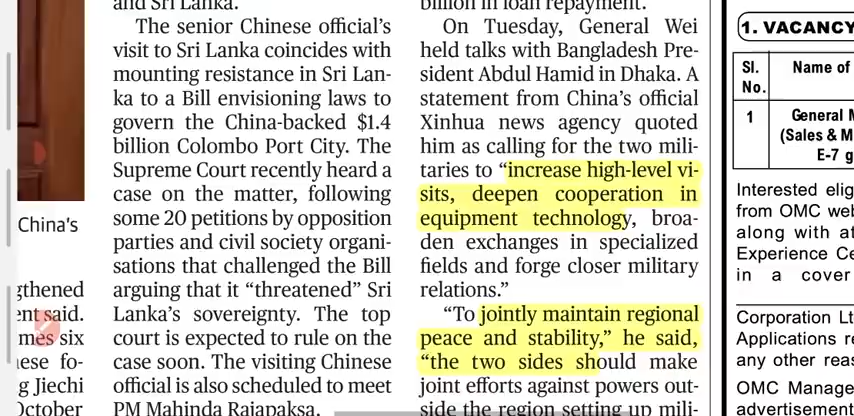 China's
gthened
ent said.
mes six
ese fo-
g Jiechi
October
and Sri Lanka.
The senior Chinese official's
visit to Sri Lanka coincides with
mounting resistance in Sri Lan-
ka to a Bill envisioning laws to
govern the China-backed $1.4
billion Colombo Port City. The
Supreme Court recently heard a
case on the matter, following
some 20 petitions by opposition
parties and civil society organi-
sations that challenged the Bill
arguing that it “threatened” Sri
Lanka's sovereignty. The top
court is expected to rule on the
case soon. The visiting Chinese
official is also scheduled to meet
PM Mahinda Rajapaksa.
billion in loan repayment.
On Tuesday, General Wei
held talks with Bangladesh Pre-
sident Abdul Hamid in Dhaka. A
statement from China's official
Xinhua news agency quoted
him as calling for the two mili-
taries to “increase high-level vi-
sits, deepen cooperation in
equipment technology, broa-
den exchanges in specialized
fields and forge closer military
relations.”
“To jointly maintain regional
peace and stability,” he said,
“the two sides should make
joint efforts against powers out-
side the region setting up mili-
1. VACANCY
Sl. No. Name of
1 General M
(Sales & M
E-7 g
Interested elig
from OMC web
along with at
Experience Ce
in a cover
Corporation Lt
Applications re
any other reas
OMC Manage
advertisement